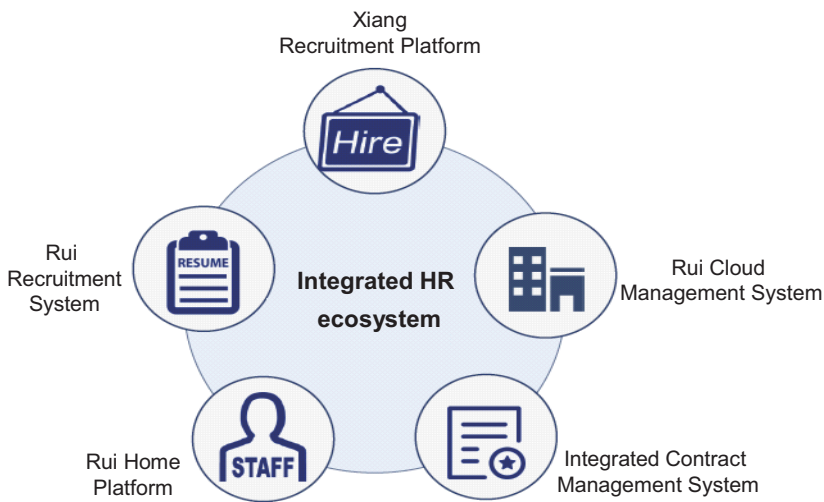 Xiang
Recruitment Platform
Hire
Rui
Recruitment
System
RESUME
Integrated HR
ecosystem
Rui Cloud
Management System
Rui Home
Platform
STAFF
Integrated Contract
Management System